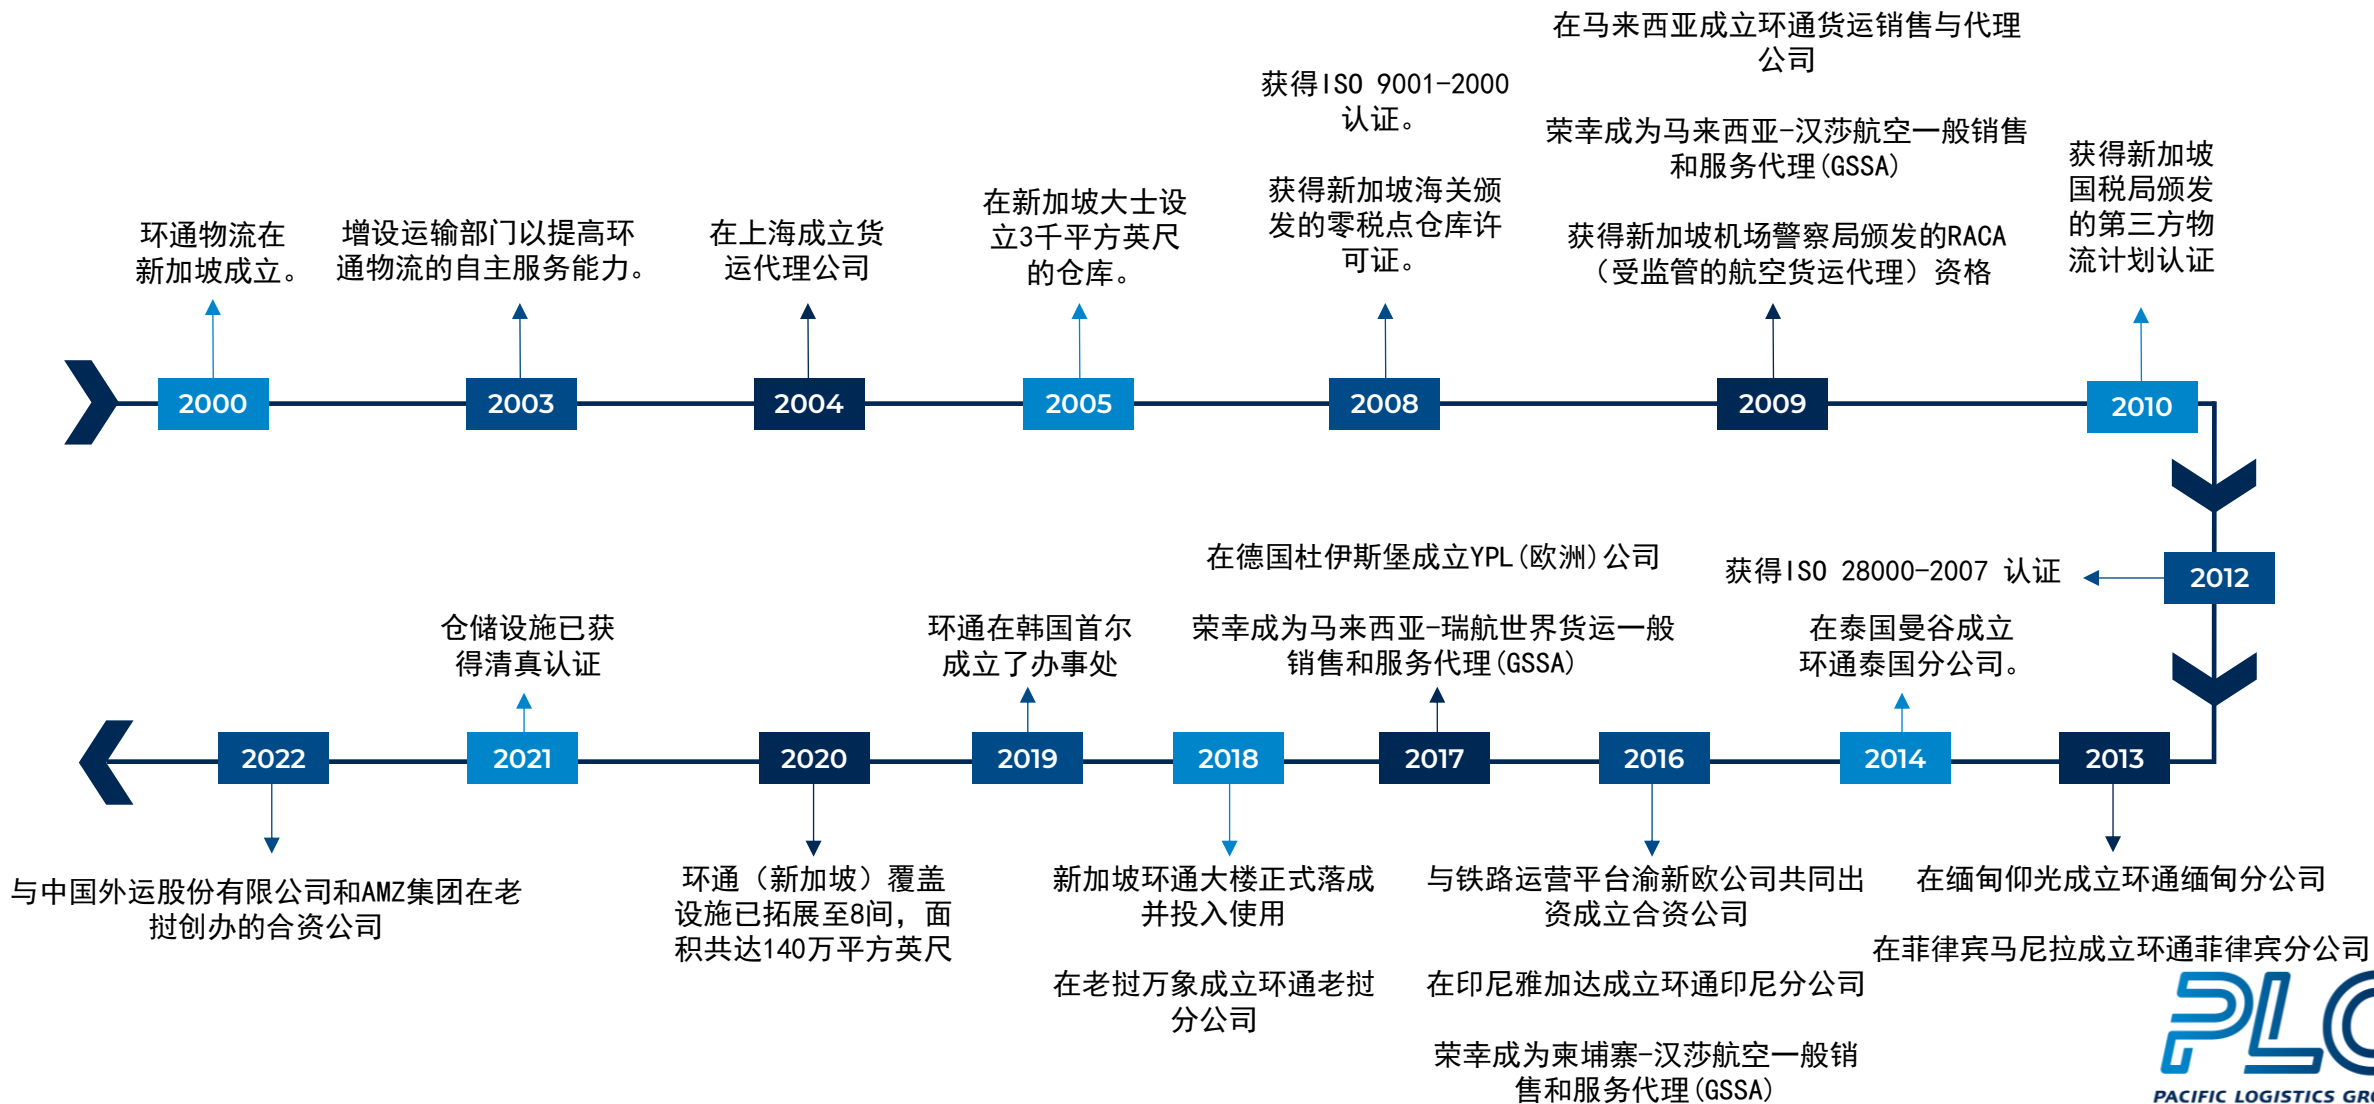 在马来西亚成立环通货运销售与代理
公司
荣幸成为马来西亚-汉莎航空一般销售
和服务代理(GSSA)
获得新加坡机场警察局颁发的RACA
（受监管的航空货运代理）资格
获得ISO 9001-2000
认证。
获得新加坡海关颁
发的零税点仓库许
可证。
获得新加坡
国税局颁发
的第三方物
流计划认证
在新加坡大士设
立3千平方英尺
的仓库。
环通物流在
新加坡成立。
增设运输部门以提高环
通物流的自主服务能力。
在上海成立货
运代理公司
2000
2003
2004
2005
2008
2009
2010
2012
获得ISO 28000-2007 认证
在德国杜伊斯堡成立YPL(欧洲)公司
荣幸成为马来西亚-瑞航世界货运一般
销售和服务代理(GSSA)
在泰国曼谷成立
环通泰国分公司。
环通在韩国首尔
成立了办事处
仓储设施已获
得清真认证
2022
2021
2020
2019
2018
2017
2016
2014
2013
与中国外运股份有限公司和AMZ集团在老
挝创办的合资公司
环通（新加坡）覆盖
设施已拓展至8间，面
积共达140万平方英尺
新加坡环通大楼正式落成
并投入使用
在老挝万象成立环通老挝
分公司
与铁路运营平台渝新欧公司共同出
资成立合资公司
在印尼雅加达成立环通印尼分公司
荣幸成为柬埔寨-汉莎航空一般销
售和服务代理(GSSA)
在缅甸仰光成立环通缅甸分公司
在菲律宾马尼拉成立环通菲律宾分公司
PL
PACIFIC LOGISTICS